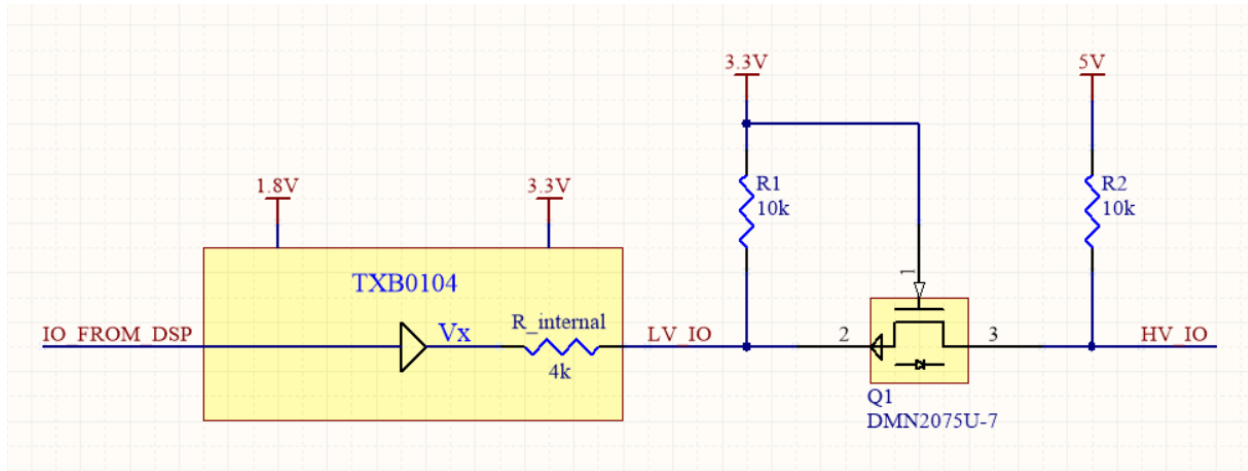 3.3V
5V
1.8V
3.3V
R1
10k
R2
10k
1
TXB0104
IO_FROM_DSP
Vx
R_internal
4k
LV_IO
2
3
HV_IO
Q1
DMN2075U-7